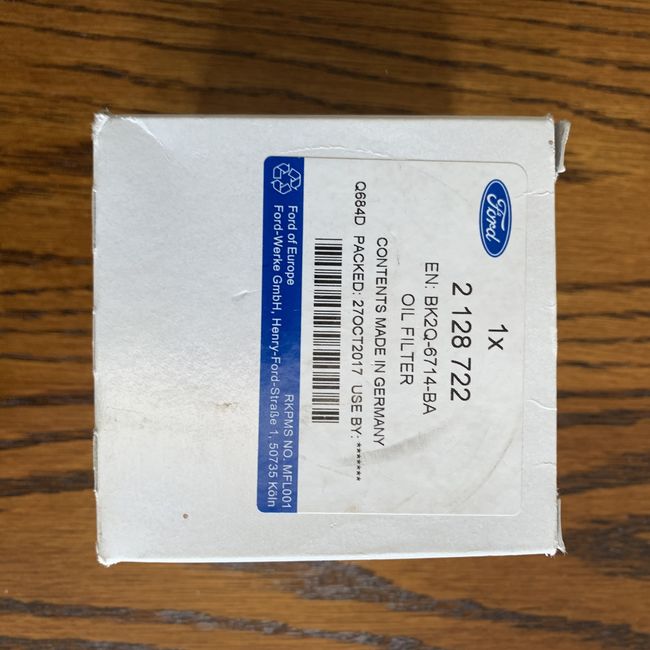 Ford
1x
2 128 722
EN: BK2Q-6714-BA
OIL FILTER
CONTENTS MADE IN GERMANY
Q684D PACKED: 27OCT2017 USE BY: *******
RKPMS NO. MFL001
Ford of Europe
Ford-Werke GmbH, Henry-Ford-Straße 1, 50735 Köln